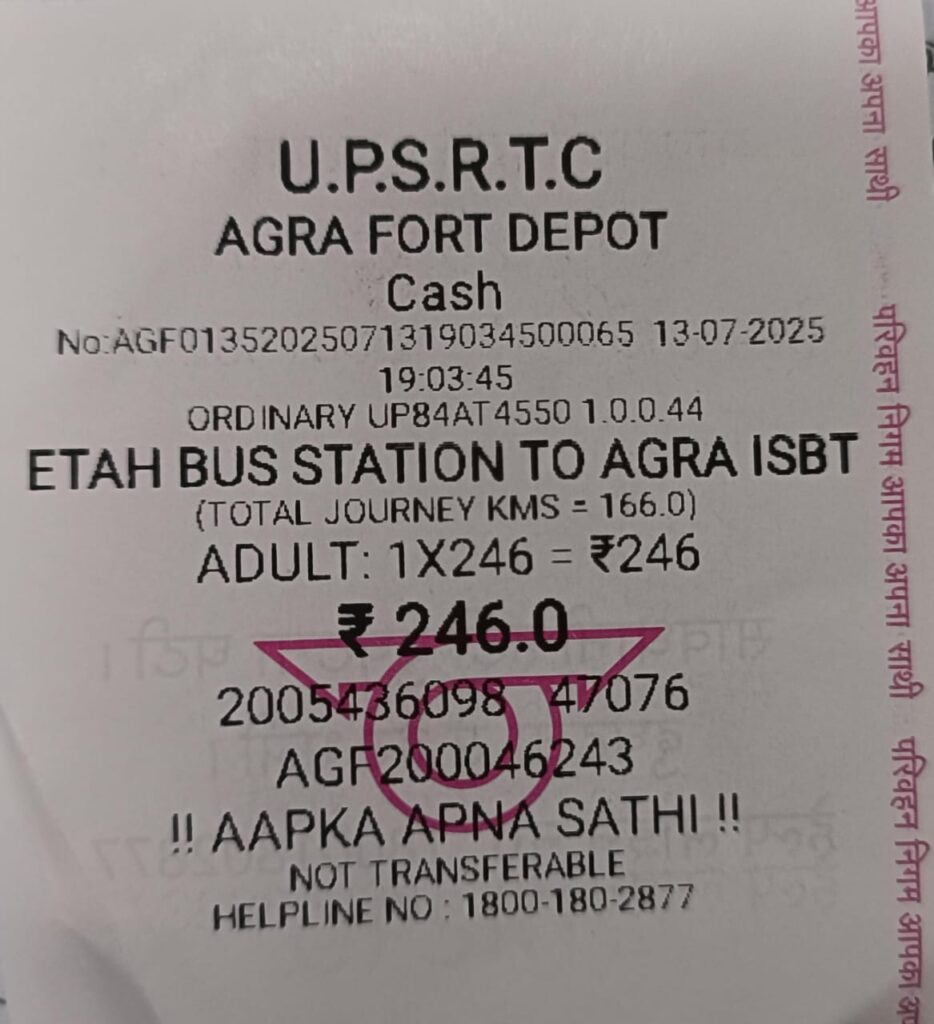 U.P.S.R.T.C
AGRA FORT DEPOT
Cash
No:AGF01352025071319034500065 13-07-2025
19:03:45
ORDINARY UP84AT4550 1.0.0.44
ETAH BUS STATION TO AGRA ISBT
(TOTAL JOURNEY KMS = 166.0)
ADULT: 1X246 = ₹246
₹ 246.0
2005436098 47076
AGF200046243
!! AAPKA APNA SATHI !!
NOT TRANSFERABLE
HELPLINE NO : 1800-180-2877
आपका अपना साथी
परिवहन निगम आपका अपना साथी
परिवहन निगम आपका